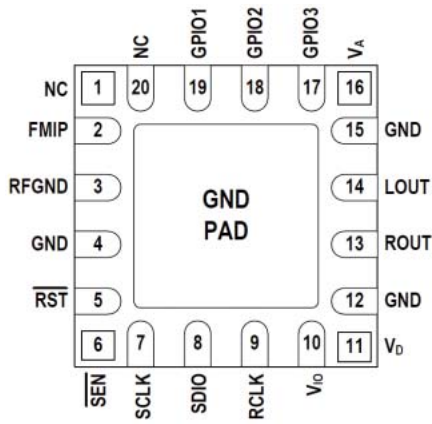 NC
GPIO1
GPIO2
GPIO3
VA
NC 1 20 19 18 17 16
FMIP 2 15 GND
RFGND 3 14 LOUT
GND
PAD
GND 4 13 ROUT
RST 5 12 GND
6 7 8 9 10 11 VD
SEN
SCLK
SDIO
RCLK
VIO